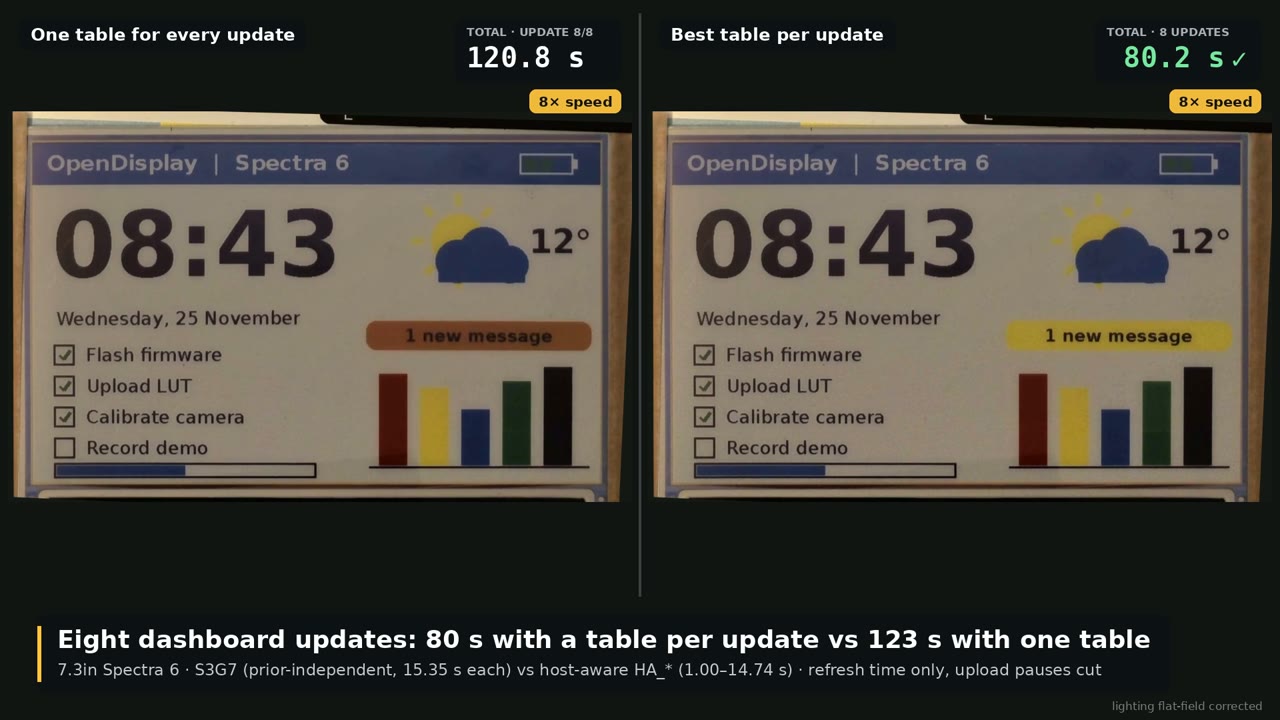 One table for every update
TOTAL · UPDATE 8/8
120.8 s
8× speed
OpenDisplay | Spectra 6
08:43
12°
Wednesday, 25 November
1 new message
Flash firmware
Upload LUT
Calibrate camera
Record demo
Best table per update
TOTAL · 8 UPDATES
80.2 s ✓
8× speed
OpenDisplay | Spectra 6
08:43
12°
Wednesday, 25 November
1 new message
Flash firmware
Upload LUT
Calibrate camera
Record demo
Eight dashboard updates: 80 s with a table per update vs 123 s with one table
7.3in Spectra 6 · S3G7 (prior-independent, 15.35 s each) vs host-aware HA_* (1.00–14.74 s) · refresh time only, upload pauses cut
lighting flat-field corrected